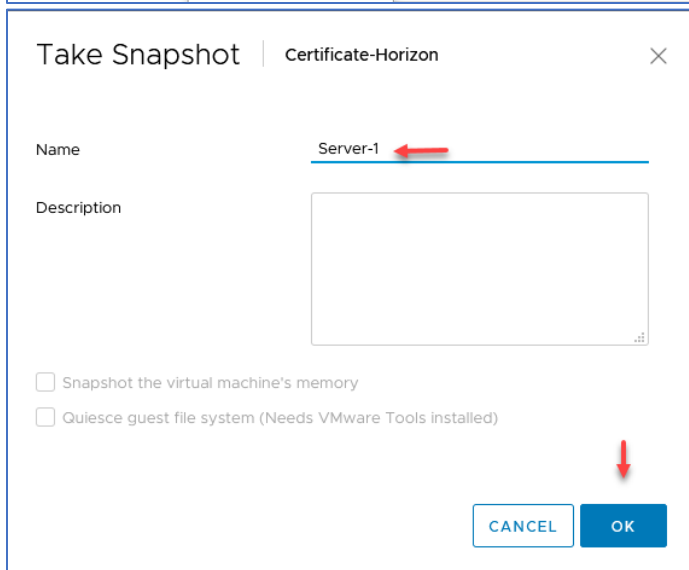 Take Snapshot Certificate-Horizon
Name Server-1
Description
Snapshot the virtual machine's memory
Quiesce guest file system (Needs VMware Tools installed)
CANCEL OK